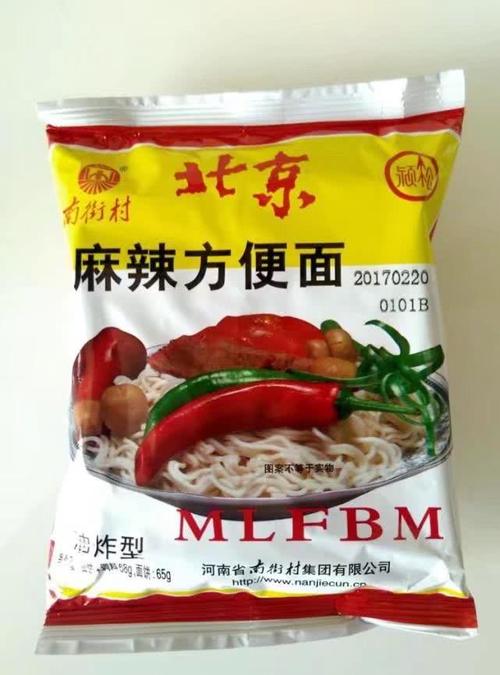 北京
南街村
颍松
麻辣方便面
20170220
0101B
图案不等于实物
MLFBM
油炸型
68g,面饼:65g
河南省南街村集团有限公司
http://www.nanjiecun.cn